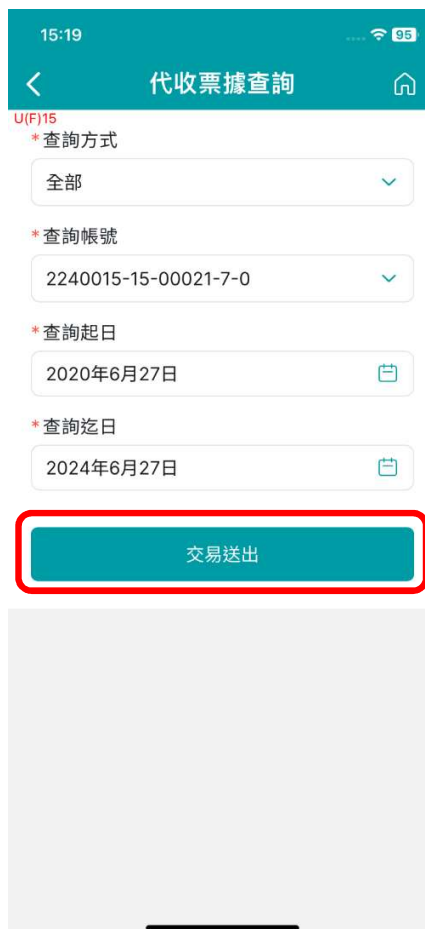 15:19
95
代收票據查詢
U(F)15
*查詢方式
全部
*查詢帳號
2240015-15-00021-7-0
*查詢起日
2020年6月27日
*查詢迄日
2024年6月27日
交易送出